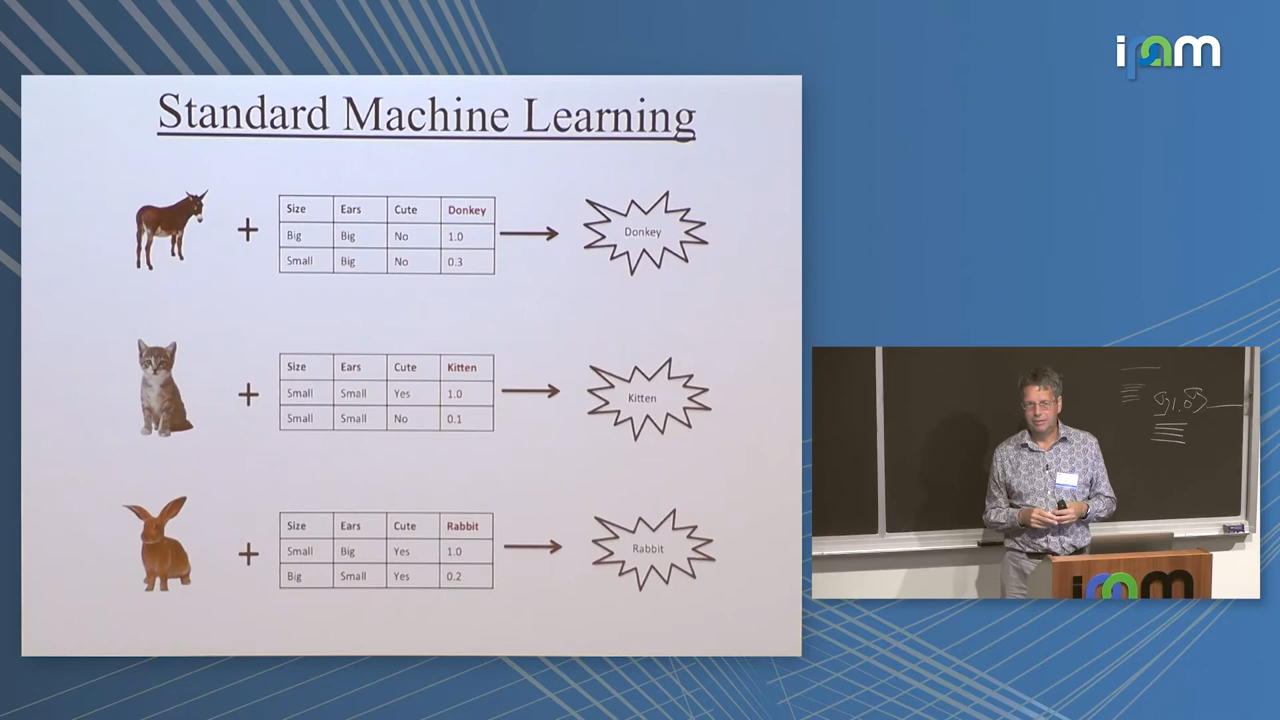 ipam
Standard Machine Learning
Size Ears Cute Donkey
Big Big No 1.0
Small Big No 0.3
Donkey
Size Ears Cute Kitten
Small Small Yes 1.0
Small Small No 0.1
Kitten
Size Ears Cute Rabbit
Small Big Yes 1.0
Big Small Yes 0.2
Rabbit
ipam